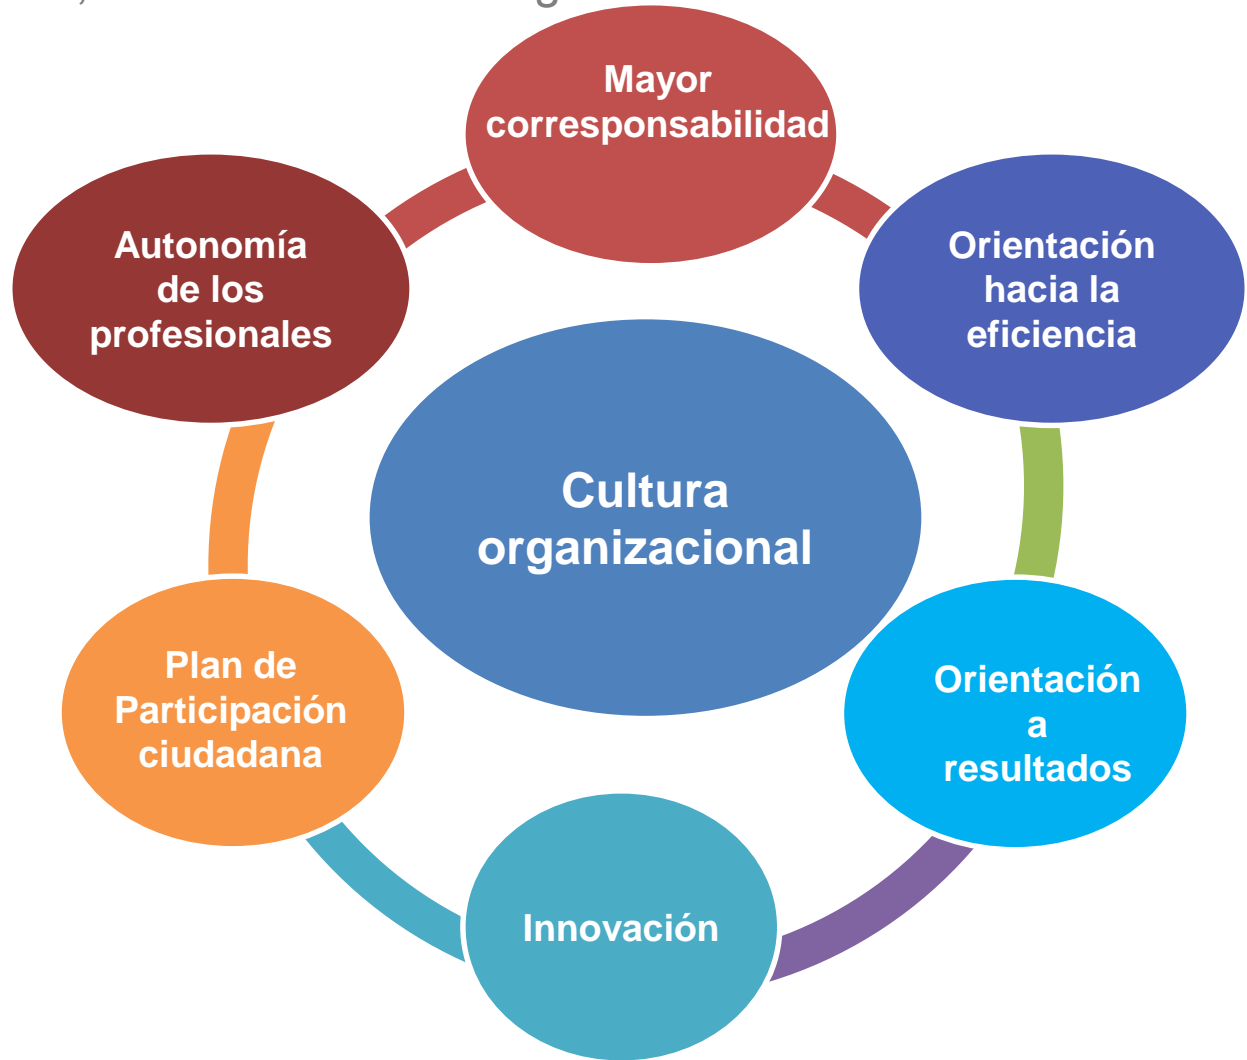 Mayor
corresponsabilidad
Orientación
hacia la
eficiencia
Orientación
a
resultados
Innovación
Plan de
Participación
ciudadana
Autonomía
de los
profesionales
Cultura
organizacional